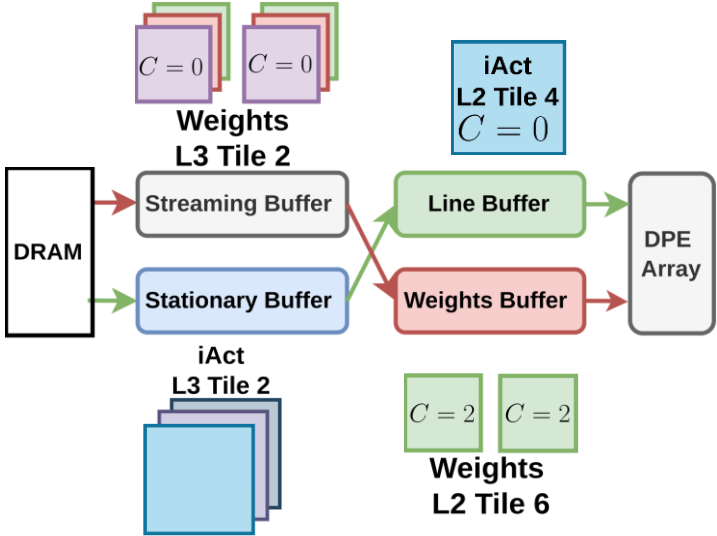 C = 0
C = 0
Weights
L3 Tile 2
iAct
L2 Tile 4
C = 0
DRAM
Streaming Buffer
Line Buffer
DPE
Array
Stationary Buffer
Weights Buffer
iAct
L3 Tile 2
C = 2
C = 2
Weights
L2 Tile 6